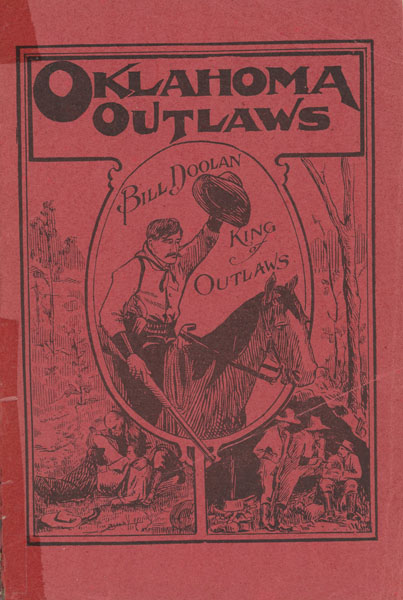 OKLAHOMA
OUTLAWS
BILL DOOLAN
KING
OF
OUTLAWS